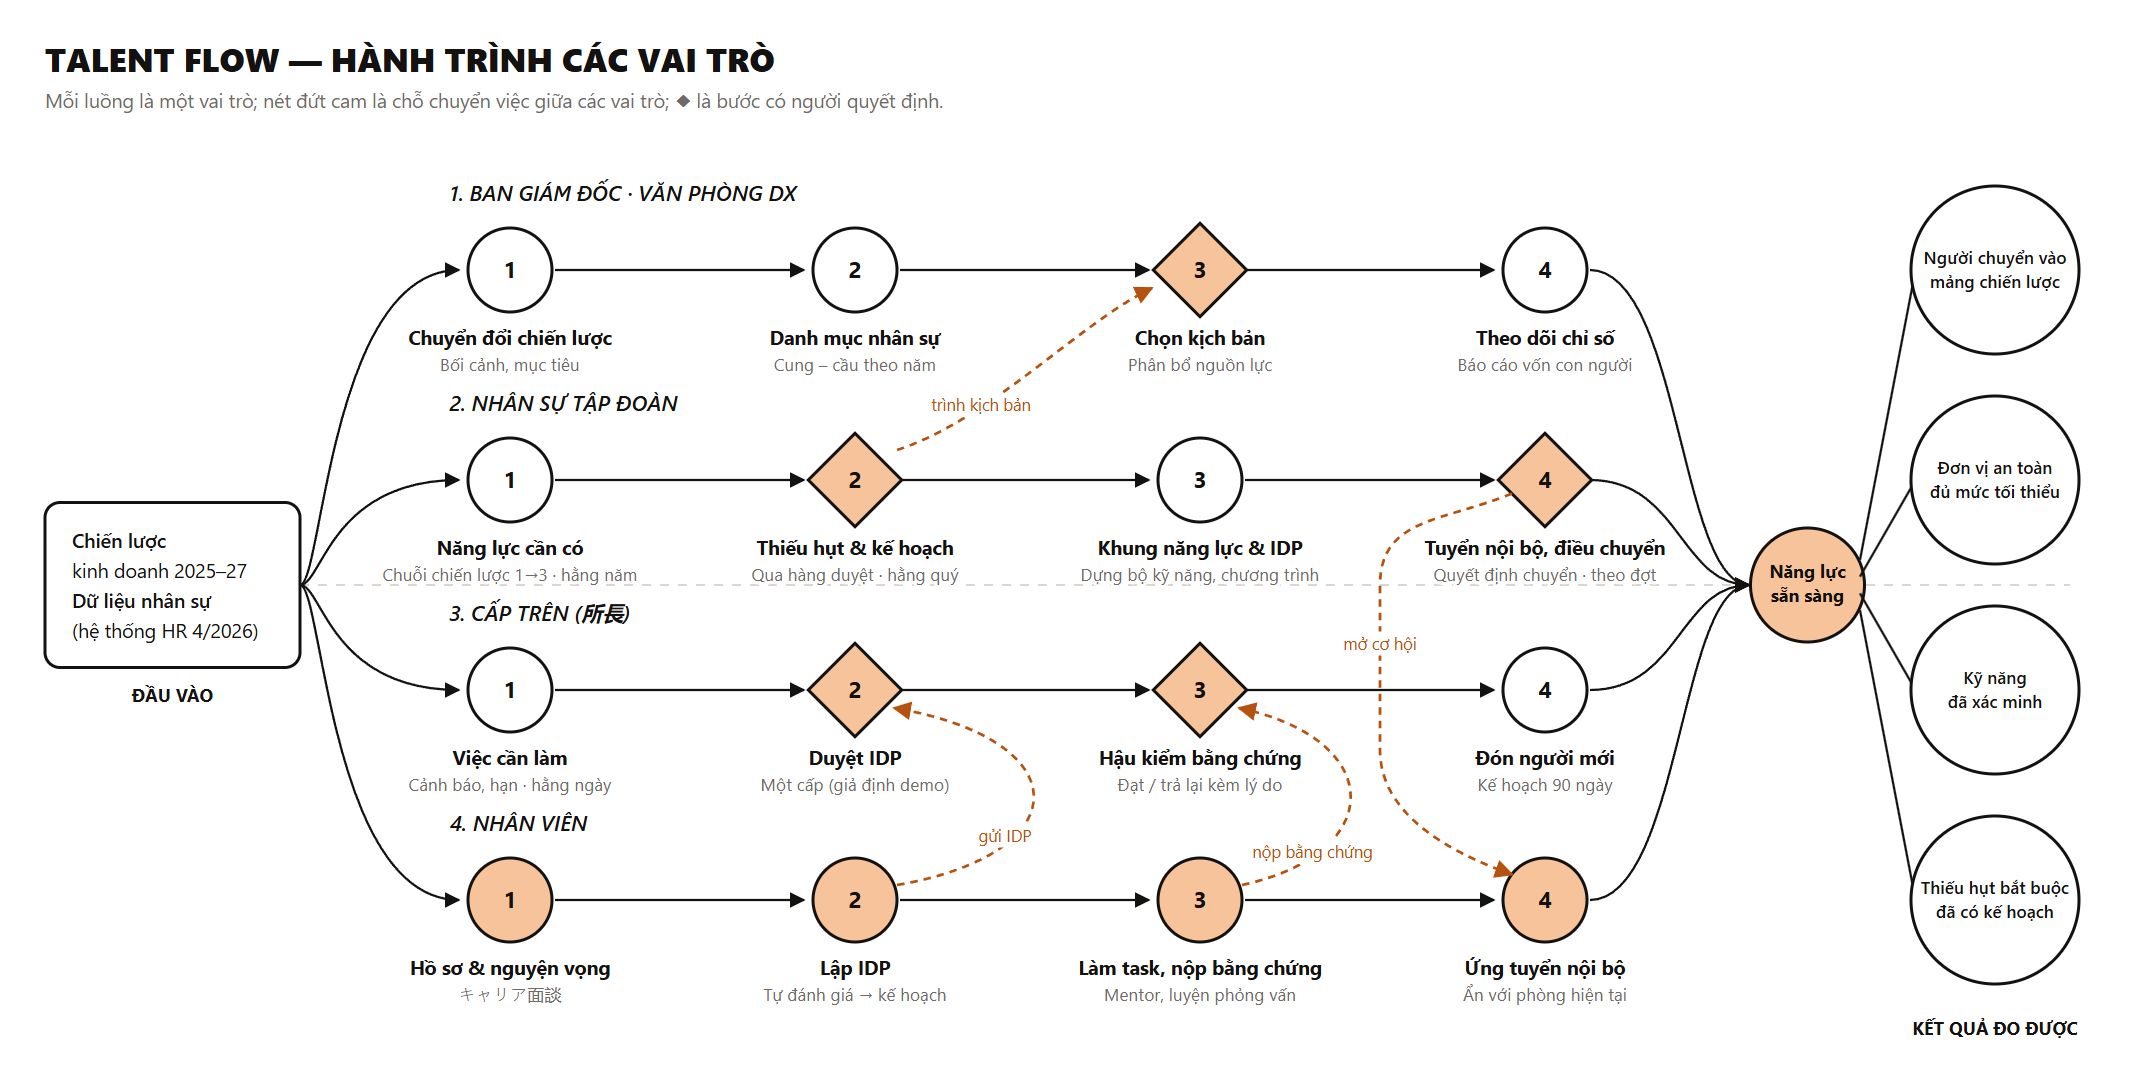 TALENT FLOW — HÀNH TRÌNH CÁC VAI TRÒ
Mỗi luồng là một vai trò; nét đứt cam là chỗ chuyển việc giữa các vai trò; ◆ là bước có người quyết định.
Chiến lược
kinh doanh 2025–27
Dữ liệu nhân sự
(hệ thống HR 4/2026)
ĐẦU VÀO
1. BAN GIÁM ĐỐC · VĂN PHÒNG DX
1
2
3
4
Chuyển đổi chiến lược
Bối cảnh, mục tiêu
Danh mục nhân sự
Cung – cầu theo năm
Chọn kịch bản
Phân bổ nguồn lực
Theo dõi chỉ số
Báo cáo vốn con người
trình kịch bản
2. NHÂN SỰ TẬP ĐOÀN
1
2
3
4
Năng lực cần có
Chuỗi chiến lược 1→3 · hằng năm
Thiếu hụt & kế hoạch
Qua hàng duyệt · hằng quý
Khung năng lực & IDP
Dựng bộ kỹ năng, chương trình
Tuyển nội bộ, điều chuyển
Quyết định chuyển · theo đợt
mở cơ hội
3. CẤP TRÊN (所長)
1
2
3
4
Việc cần làm
Cảnh báo, hạn · hằng ngày
Duyệt IDP
Một cấp (giả định demo)
Hậu kiểm bằng chứng
Đạt / trả lại kèm lý do
Đón người mới
Kế hoạch 90 ngày
gửi IDP
nộp bằng chứng
4. NHÂN VIÊN
1
2
3
4
Hồ sơ & nguyện vọng
キャリア面談
Lập IDP
Tự đánh giá → kế hoạch
Làm task, nộp bằng chứng
Mentor, luyện phỏng vấn
Ứng tuyển nội bộ
Ẩn với phòng hiện tại
Năng lực
sẵn sàng
Người chuyển vào
mảng chiến lược
Đơn vị an toàn
đủ mức tối thiểu
Kỹ năng
đã xác minh
Thiếu hụt bắt buộc
đã có kế hoạch
KẾT QUẢ ĐO ĐƯỢC